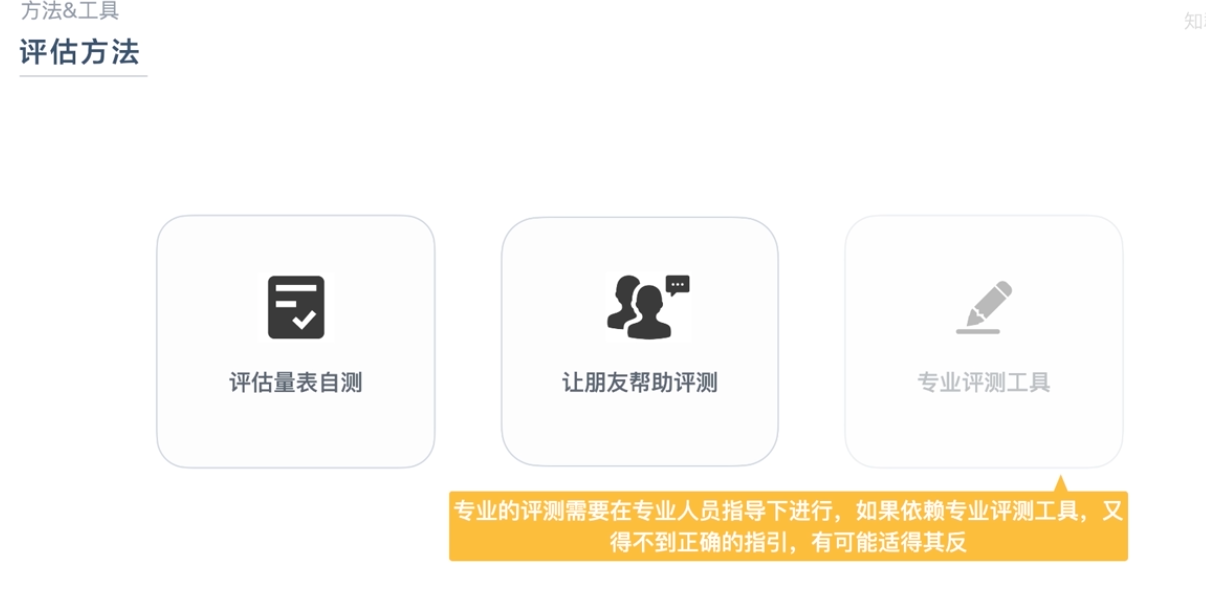 方法&工具
评估方法
评估量表自测
让朋友帮助评测
专业评测工具
专业的评测需要在专业人员指导下进行，如果依赖专业评测工具，又
得不到正确的指引，有可能适得其反